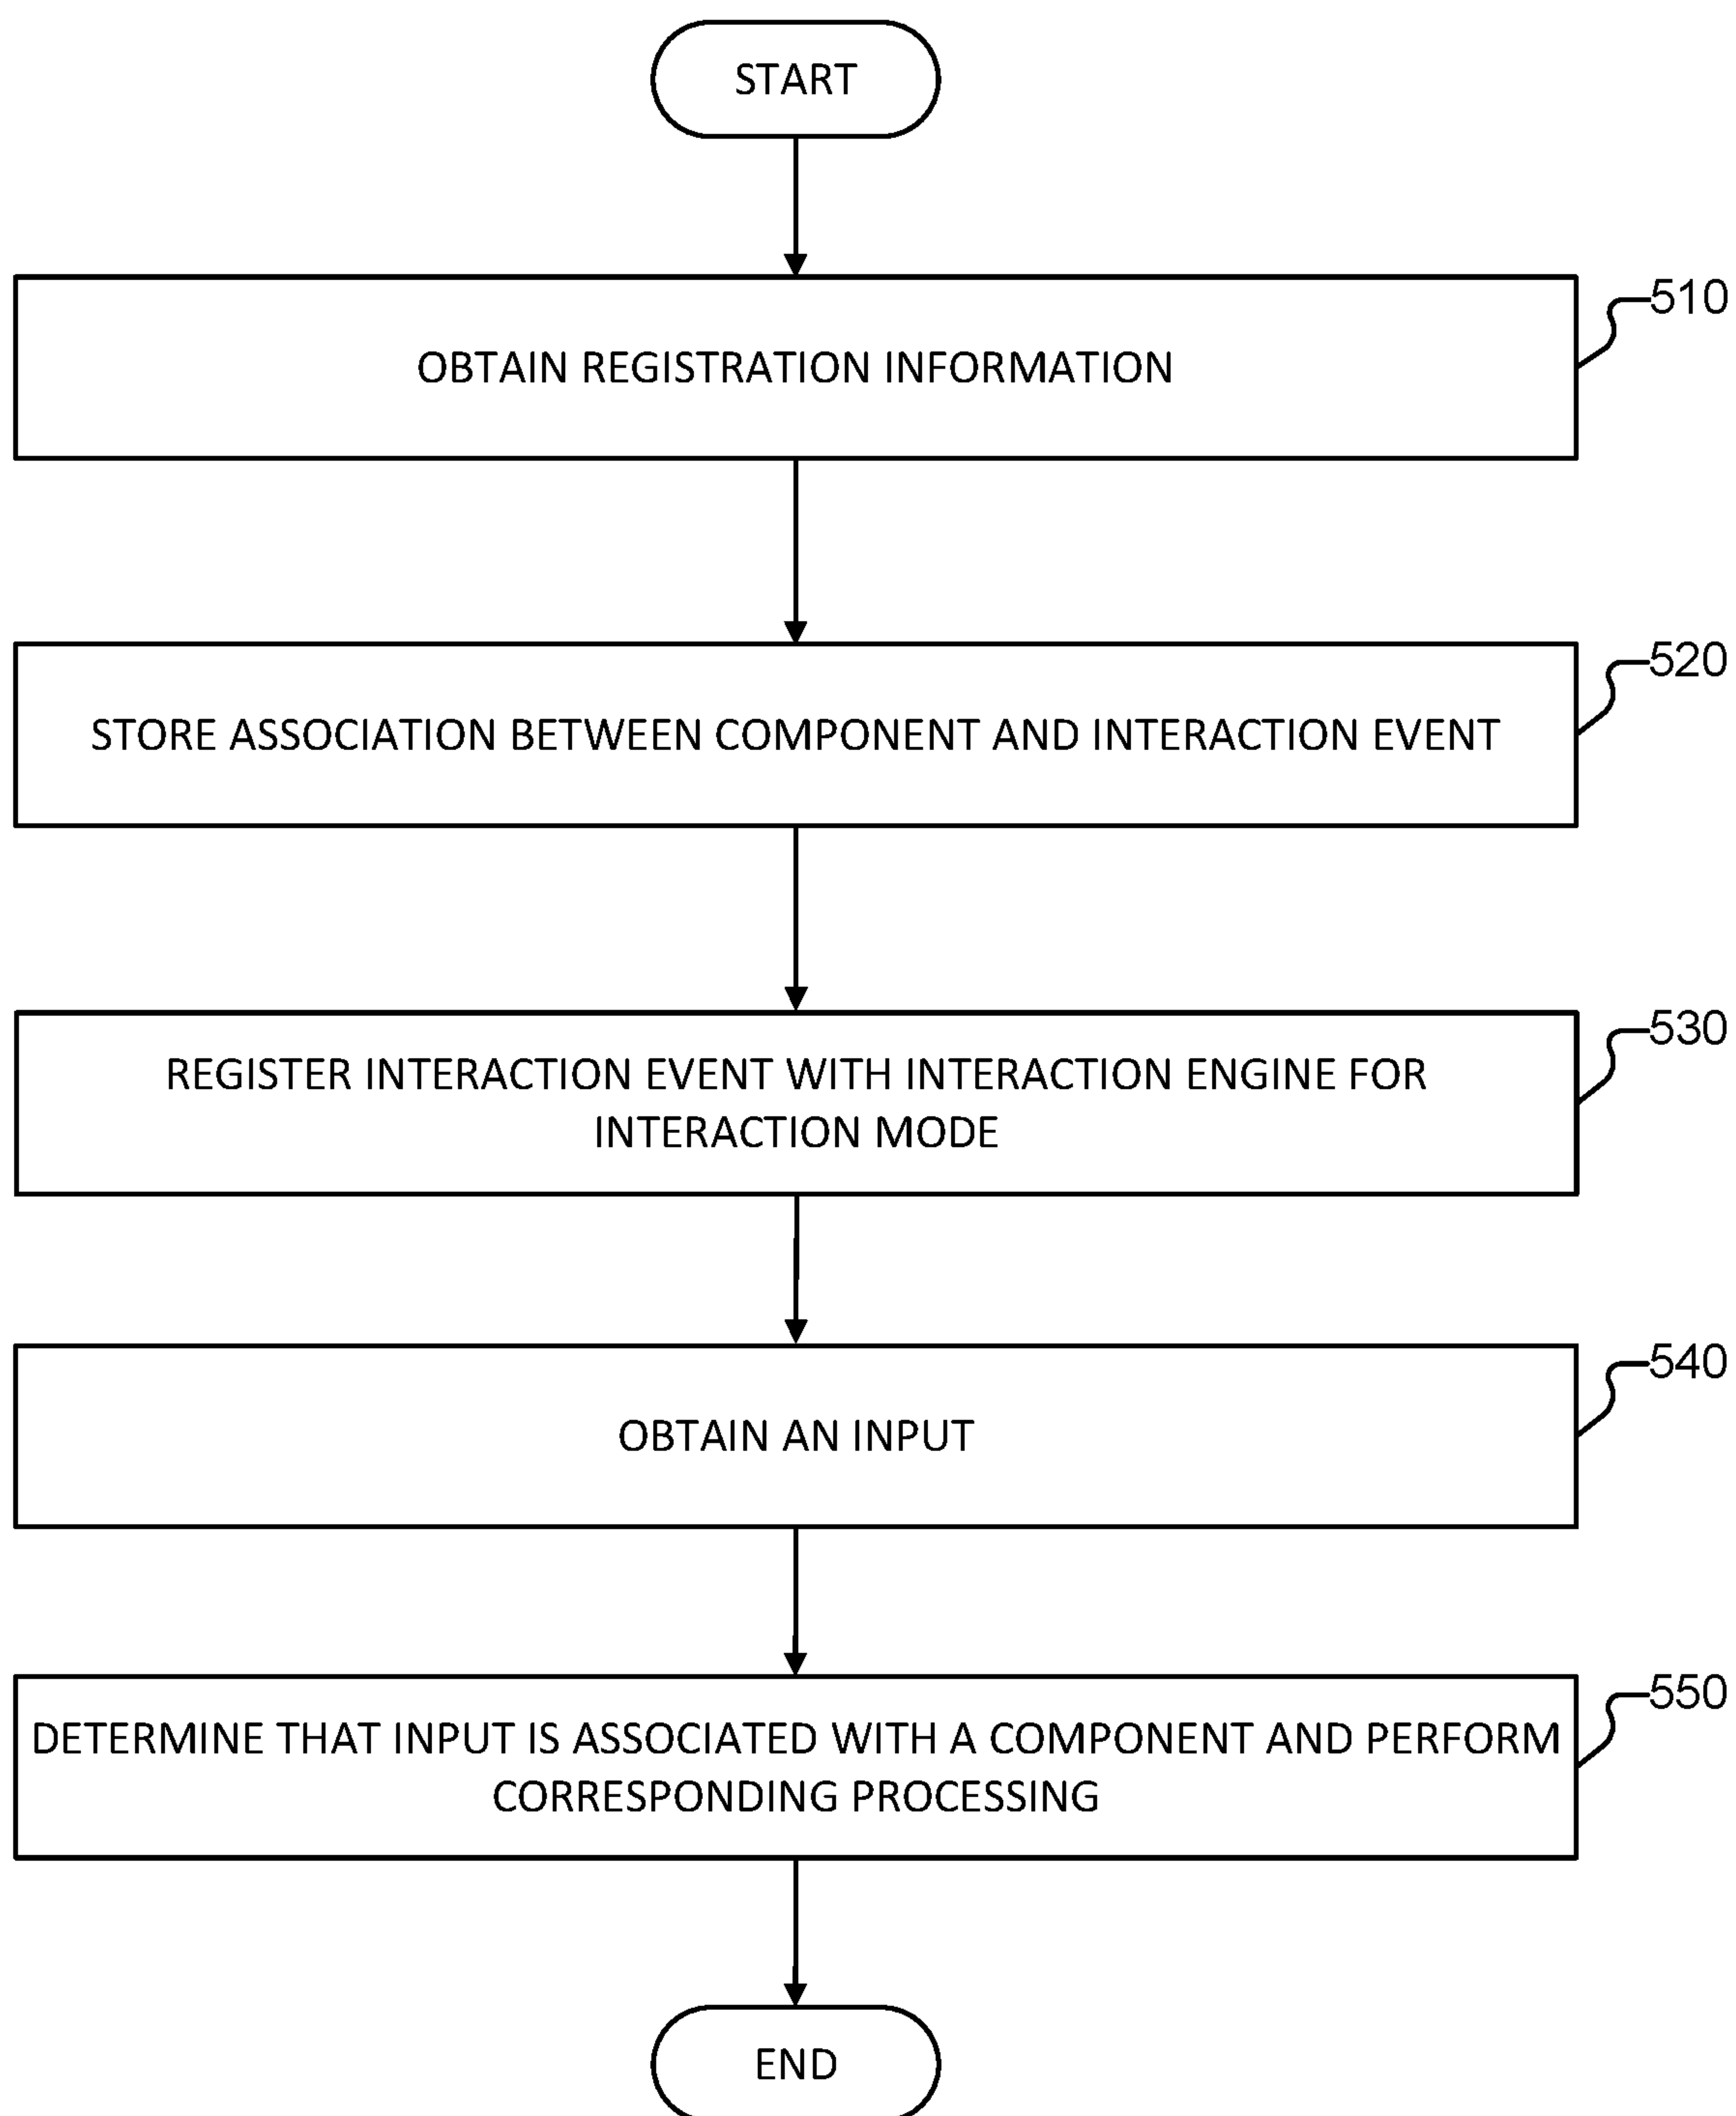 START
510
OBTAIN REGISTRATION INFORMATION
520
STORE ASSOCIATION BETWEEN COMPONENT AND INTERACTION EVENT
530
REGISTER INTERACTION EVENT WITH INTERACTION ENGINE FOR
INTERACTION MODE
540
OBTAIN AN INPUT
550
DETERMINE THAT INPUT IS ASSOCIATED WITH A COMPONENT AND PERFORM
CORRESPONDING PROCESSING
END